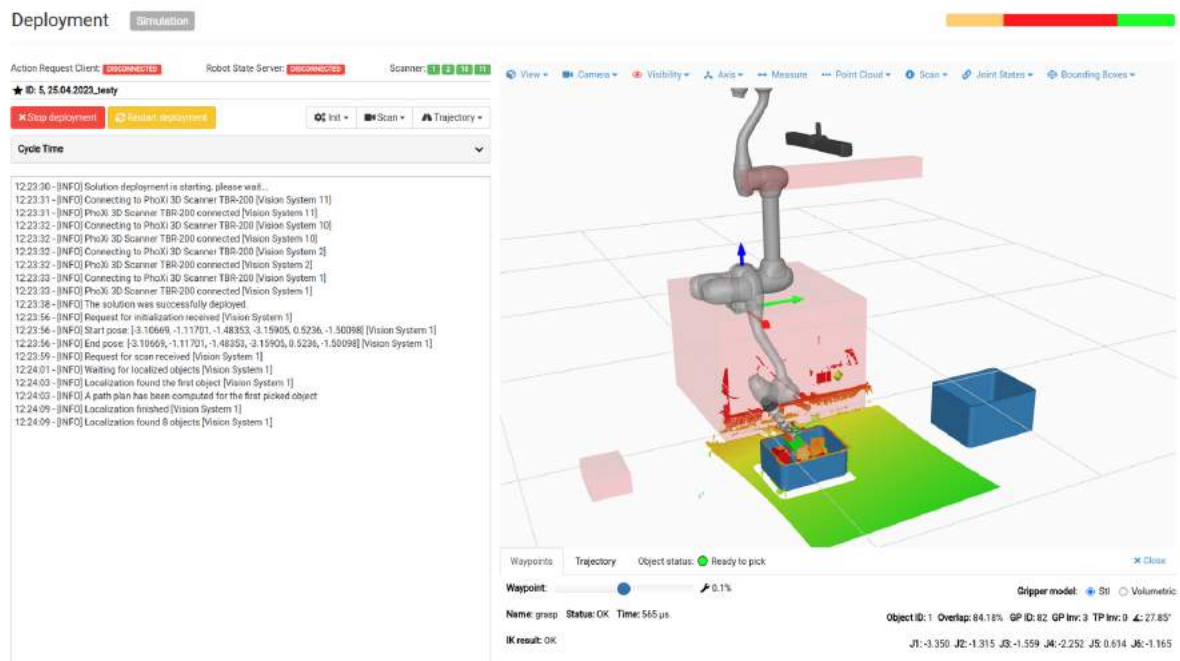 Deployment Simulation
Action Request Client: DISCONNECTED Robot State Server: DISCONNECTED Scanner: 1 2 10 11
ID: 5, 25.04.2023_testy
Stop deployment Restart deployment Init Scan Trajectory
Cycle Time
12:23:30 - [INFO] Solution deployment is starting, please wait...
12:23:31 - [INFO] Connecting to PhoXi 3D Scanner TBR-200 [Vision System 11]
12:23:31 - [INFO] PhoXi 3D Scanner TBR-200 connected [Vision System 11]
12:23:32 - [INFO] Connecting to PhoXi 3D Scanner TBR-200 [Vision System 10]
12:23:32 - [INFO] PhoXi 3D Scanner TBR-200 connected [Vision System 10]
12:23:32 - [INFO] Connecting to PhoXi 3D Scanner TBR-200 [Vision System 2]
12:23:32 - [INFO] PhoXi 3D Scanner TBR-200 connected [Vision System 2]
12:23:33 - [INFO] Connecting to PhoXi 3D Scanner TBR-200 [Vision System 1]
12:23:33 - [INFO] PhoXi 3D Scanner TBR-200 connected [Vision System 1]
12:23:38 - [INFO] The solution was successfully deployed
12:23:56 - [INFO] Request for initialization received [Vision System 1]
12:23:56 - [INFO] Start pose: [-3.10669, -1.11701, -1.48353, -3.15905, 0.5236, -1.50098] [Vision System 1]
12:23:56 - [INFO] End pose: [-3.10669, -1.11701, -1.48353, -3.15905, 0.5236, -1.50098] [Vision System 1]
12:23:59 - [INFO] Request for scan received [Vision System 1]
12:24:01 - [INFO] Waiting for localized objects [Vision System 1]
12:24:03 - [INFO] Localization found the first object [Vision System 1]
12:24:03 - [INFO] A path plan has been computed for the first picked object
12:24:09 - [INFO] Localization finished [Vision System 1]
12:24:09 - [INFO] Localization found 8 objects [Vision System 1]
View Camera Visibility Axis Measure Point Cloud Scan Joint States Bounding Boxes
Waypoints Trajectory Object status: Ready to pick Close
Waypoint: 0.1% Gripper model: Stl Volumetric
Name: grasp Status: OK Time: 565 µs Object ID: 1 Overlap: 84.18% GP ID: 82 GP Inv: 3 TP Inv: 0 ∡: 27.85°
IK result: OK J1: -3.350 J2: -1.315 J3: -1.559 J4: -2.252 J5: 0.614 J6: -1.165